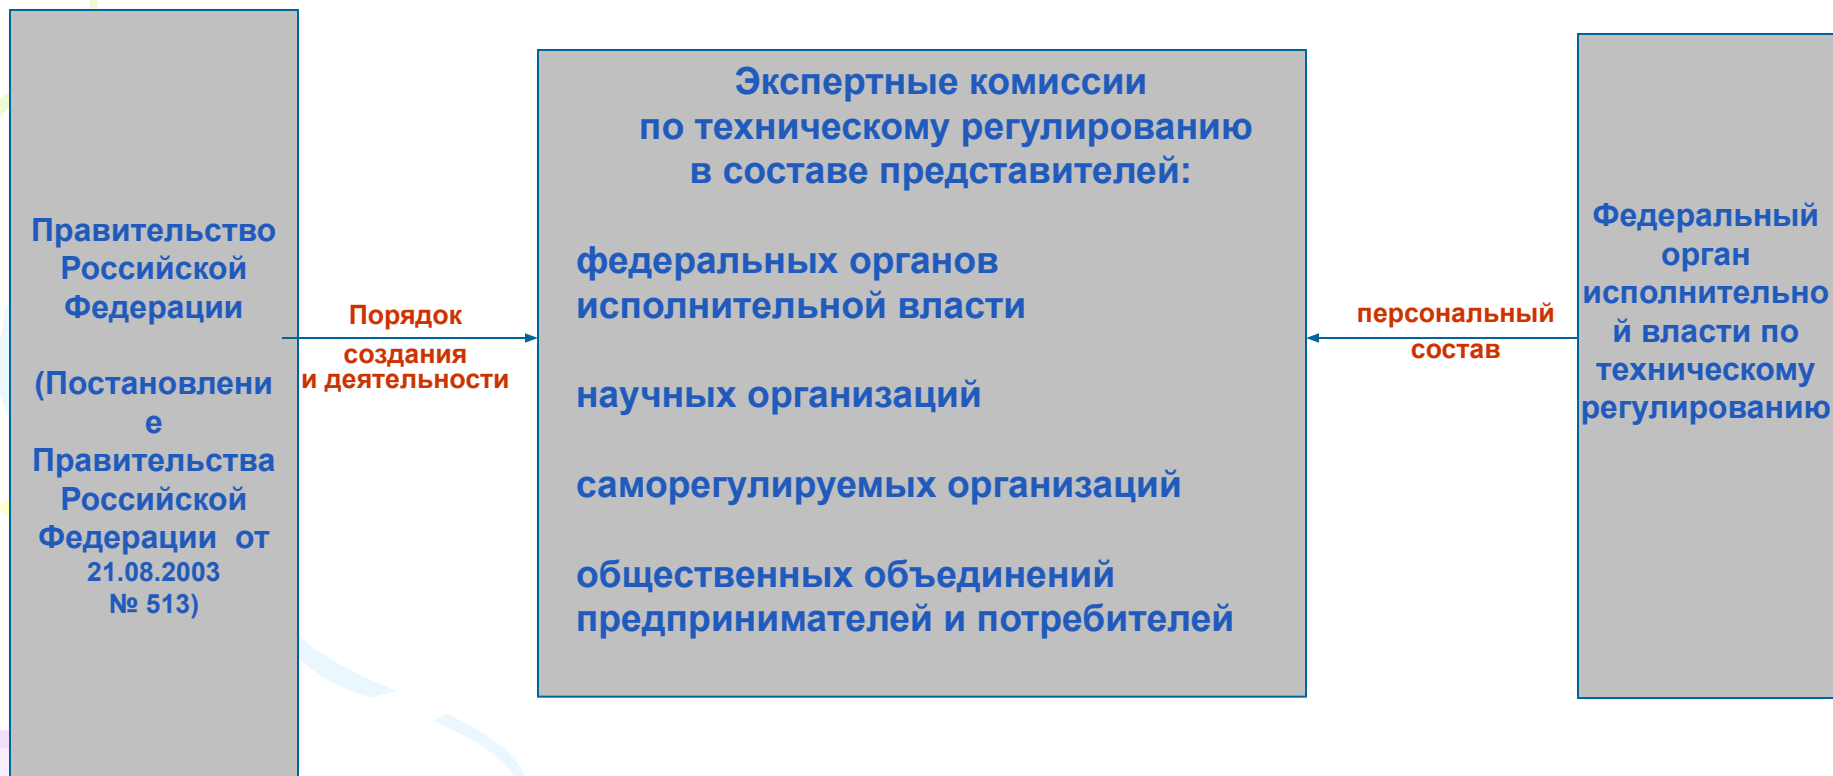 Правительство
Российской
Федерации
(Постановлени
е
Правительства
Российской
Федерации от
21.08.2003
№ 513)
Порядок
создания
и деятельности
Экспертные комиссии
по техническому регулированию
в составе представителей:
федеральных органов
исполнительной власти
научных организаций
саморегулируемых организаций
общественных объединений
предпринимателей и потребителей
персональный
состав
Федеральный
орган
исполнительно
й власти по
техническому
регулированию